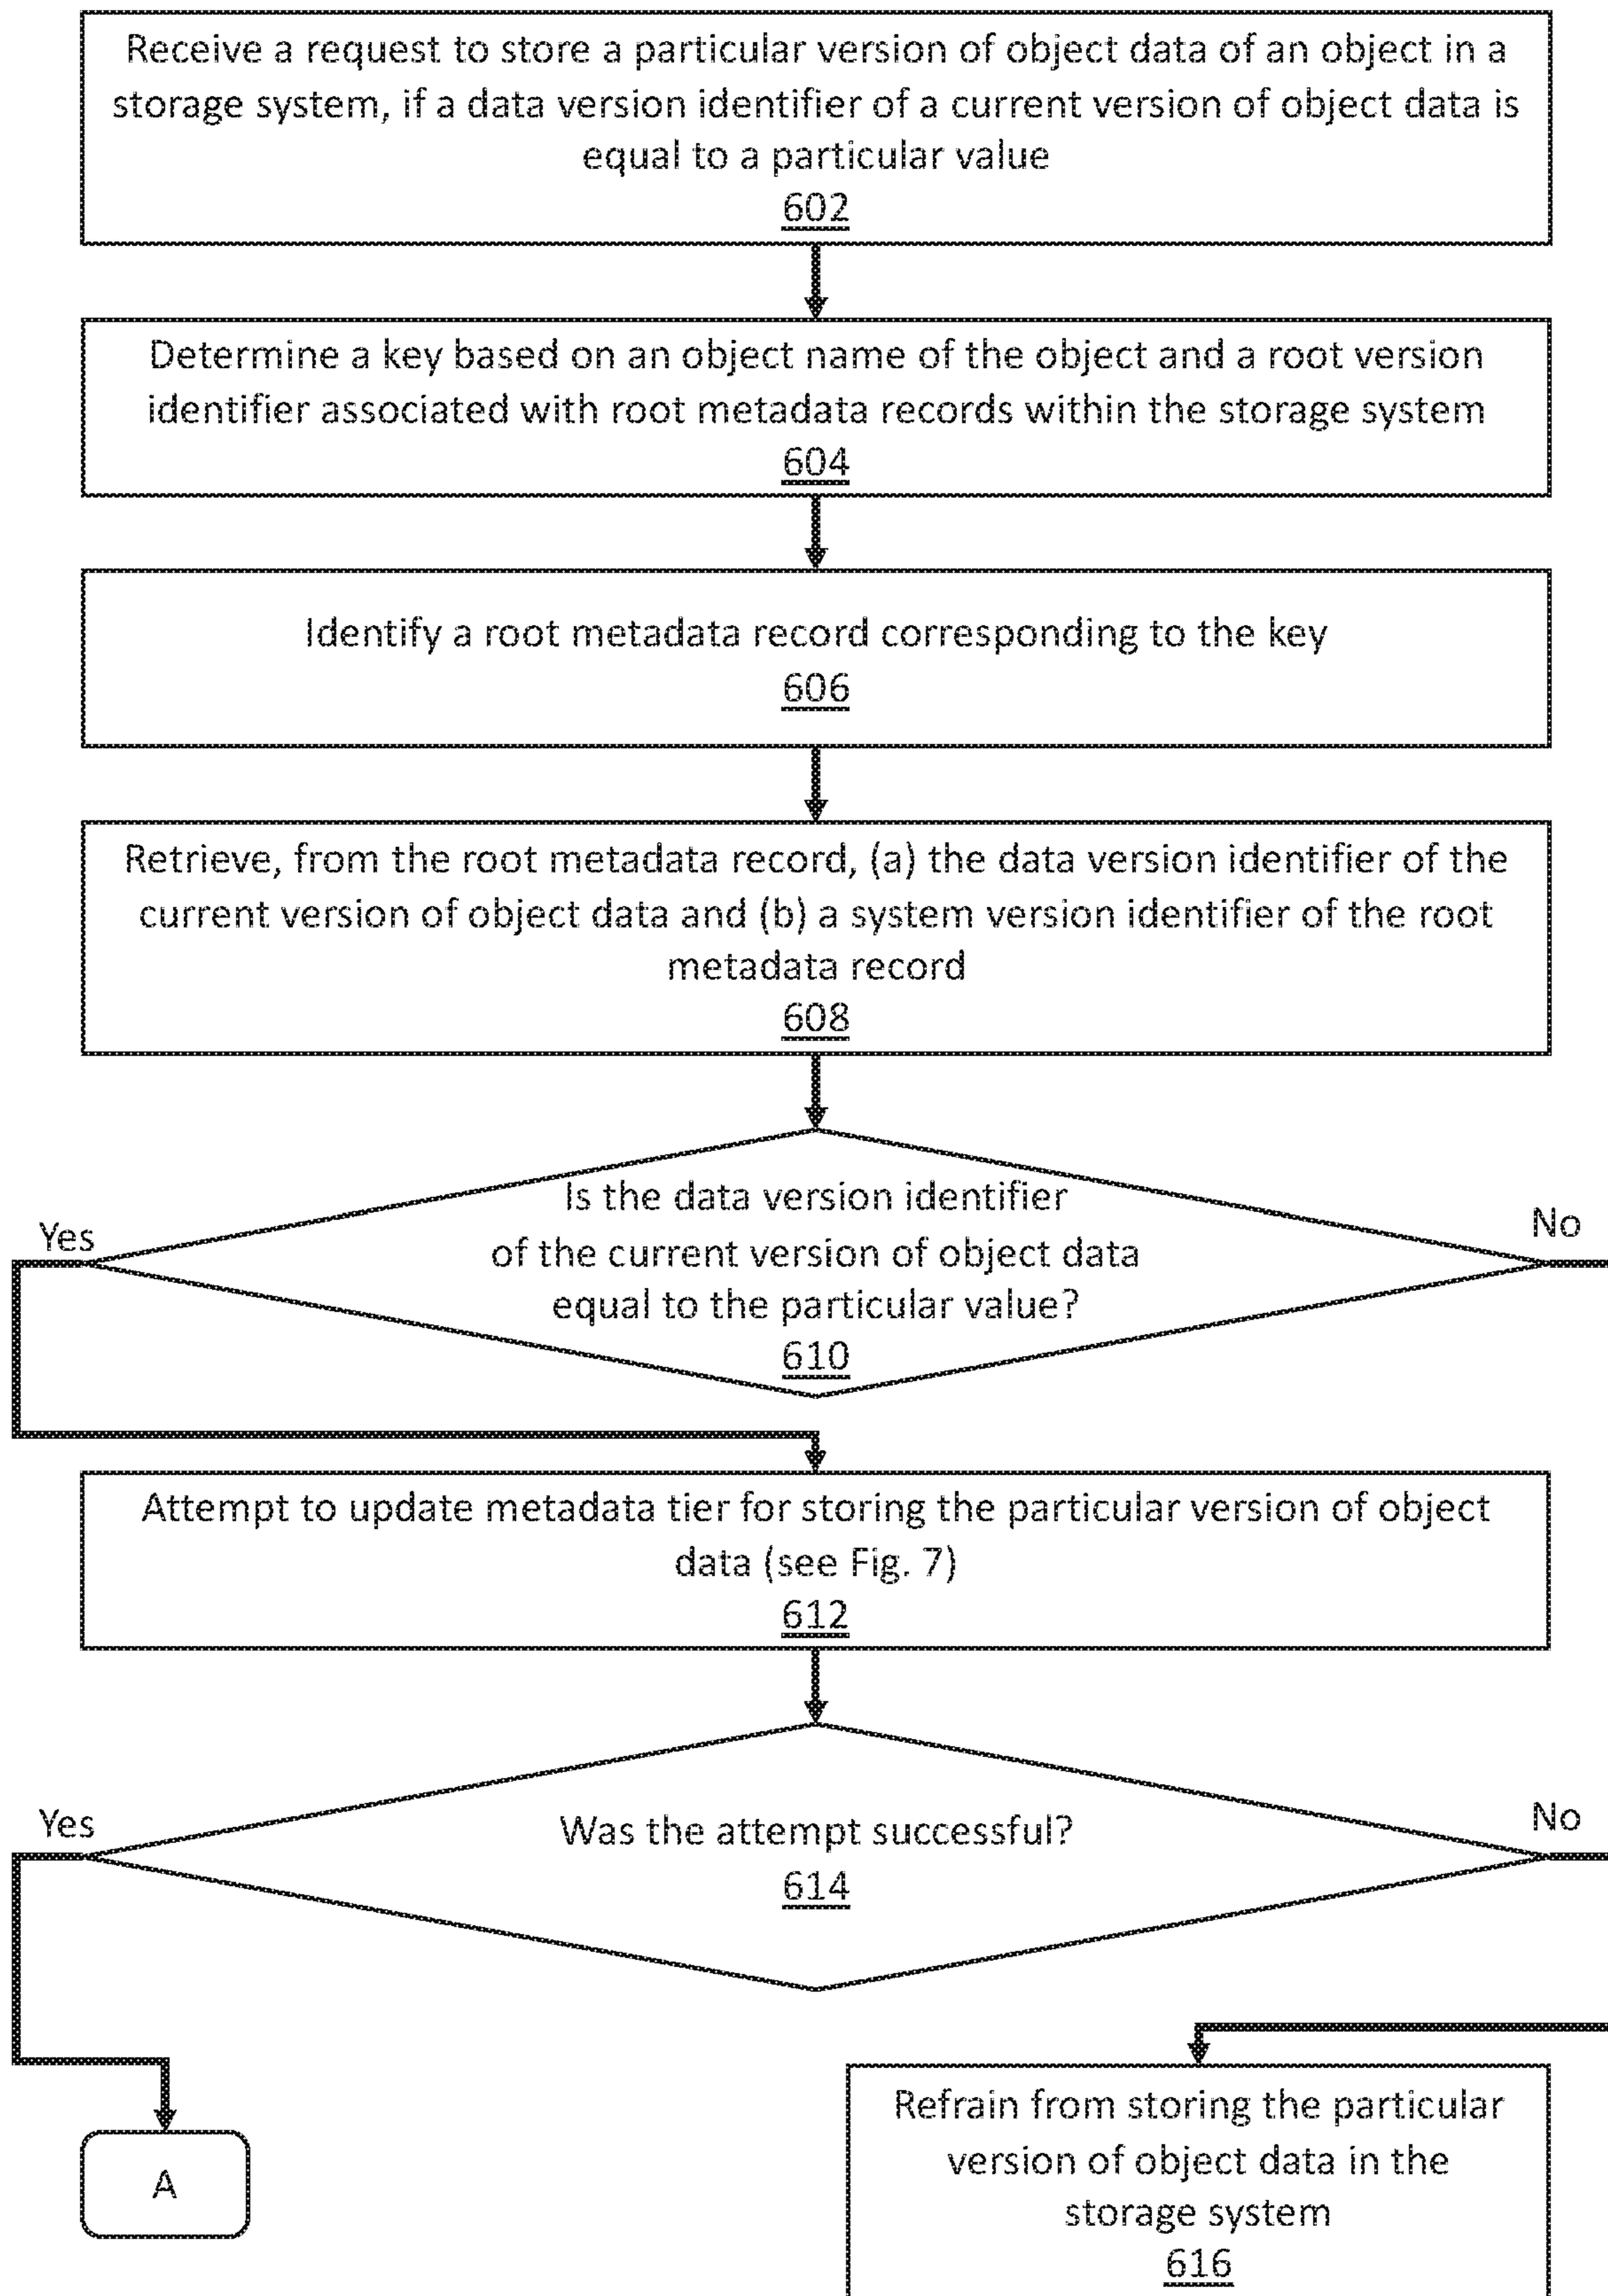 Receive a request to store a particular version of object data of an object in a
storage system, if a data version identifier of a current version of object data is
equal to a particular value
602
Determine a key based on an object name of the object and a root version
identifier associated with root metadata records within the storage system
604
Identify a root metadata record corresponding to the key
606
Retrieve, from the root metadata record, (a) the data version identifier of the
current version of object data and (b) a system version identifier of the root
metadata record
608
Is the data version identifier
Yes
No
of the current version of object data
equal to the particular value?
610
Attempt to update metadata tier for storing the particular version of object
data (see Fig. 7)
612
Yes
No
Was the attempt successful?
614
Refrain from storing the particular
version of object data in the
A
storage system
616